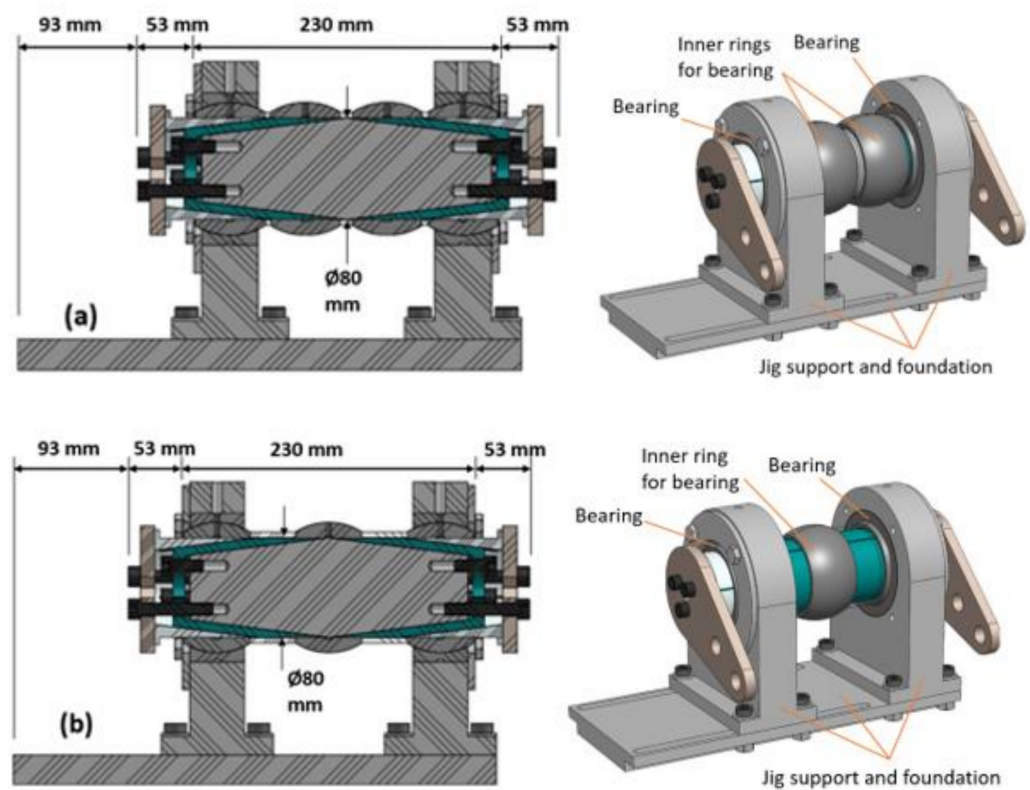 93 mm 53 mm 230 mm 53 mm
Inner rings
for bearing
Bearing
Bearing
Ø80
mm
(a)
Jig support and foundation
93 mm 53 mm 230 mm 53 mm
Inner ring
for bearing
Bearing
Bearing
Ø80
mm
(b)
Jig support and foundation